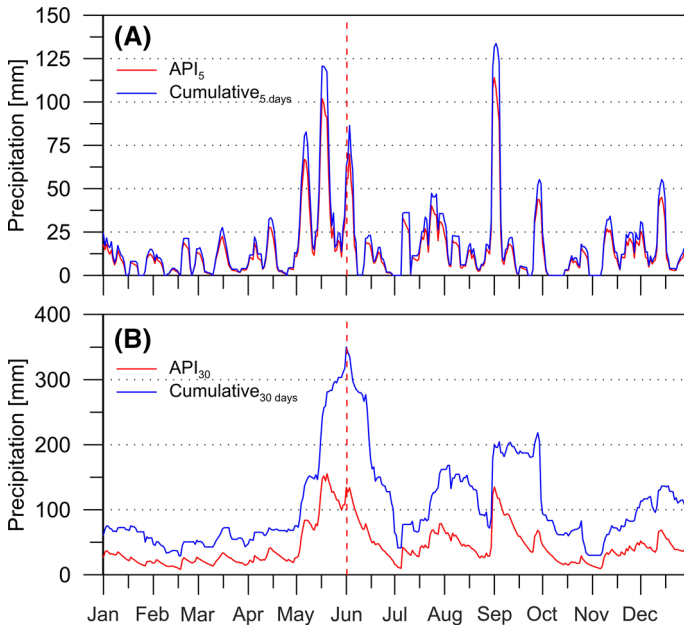 150
(A)
API5
125
Cumulative5 days
100
75
50
25
0
Precipitation [mm]
400
(B)
API30
300
Cumulative30 days
200
100
0
Precipitation [mm]
Jan Feb Mar Apr May Jun Jul Aug Sep Oct Nov Dec